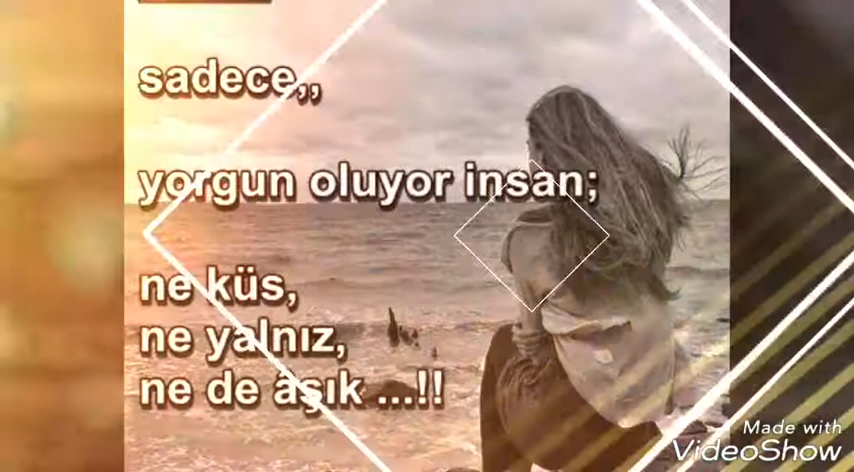 sadece,,
yorgun oluyor insan;
ne küs,
ne yalnız,
ne de âşık ...!!
Made with
VideoShow